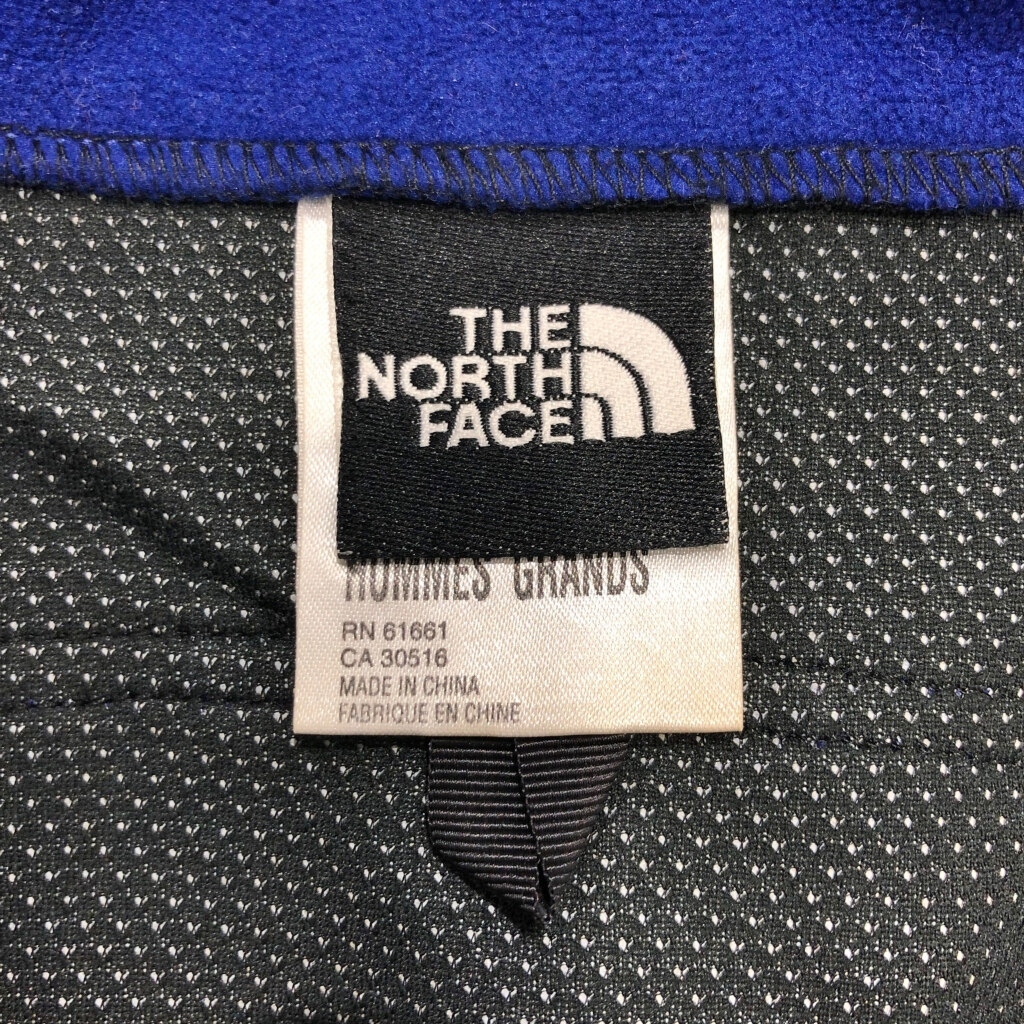 THE
NORTH
FACE
HOMMES GRANDS
RN 61661
CA 30516
MADE IN CHINA
FABRIQUE EN CHINE